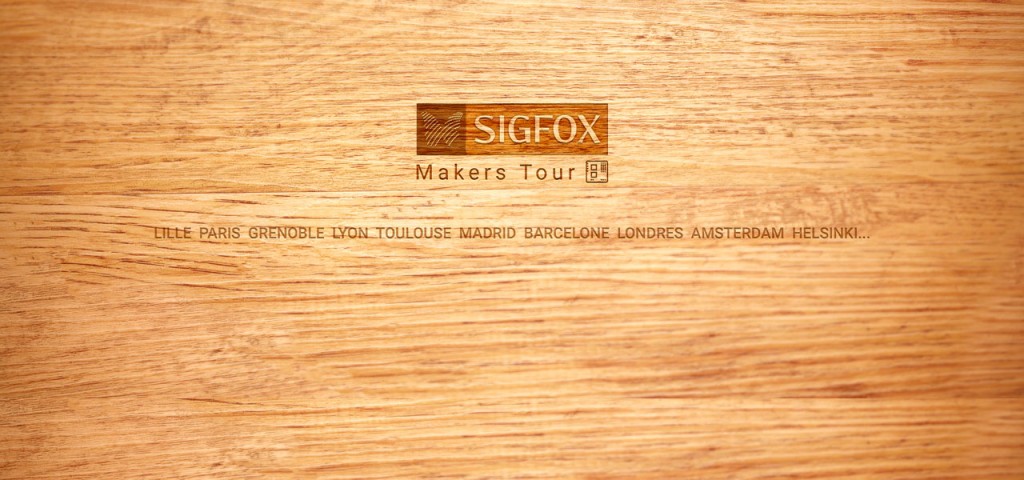 SIGFOX
Makers Tour
LILLE PARIS GRENOBLE LYON TOULOUSE MADRID BARCELONE LONDRES AMSTERDAM HELSINKI...